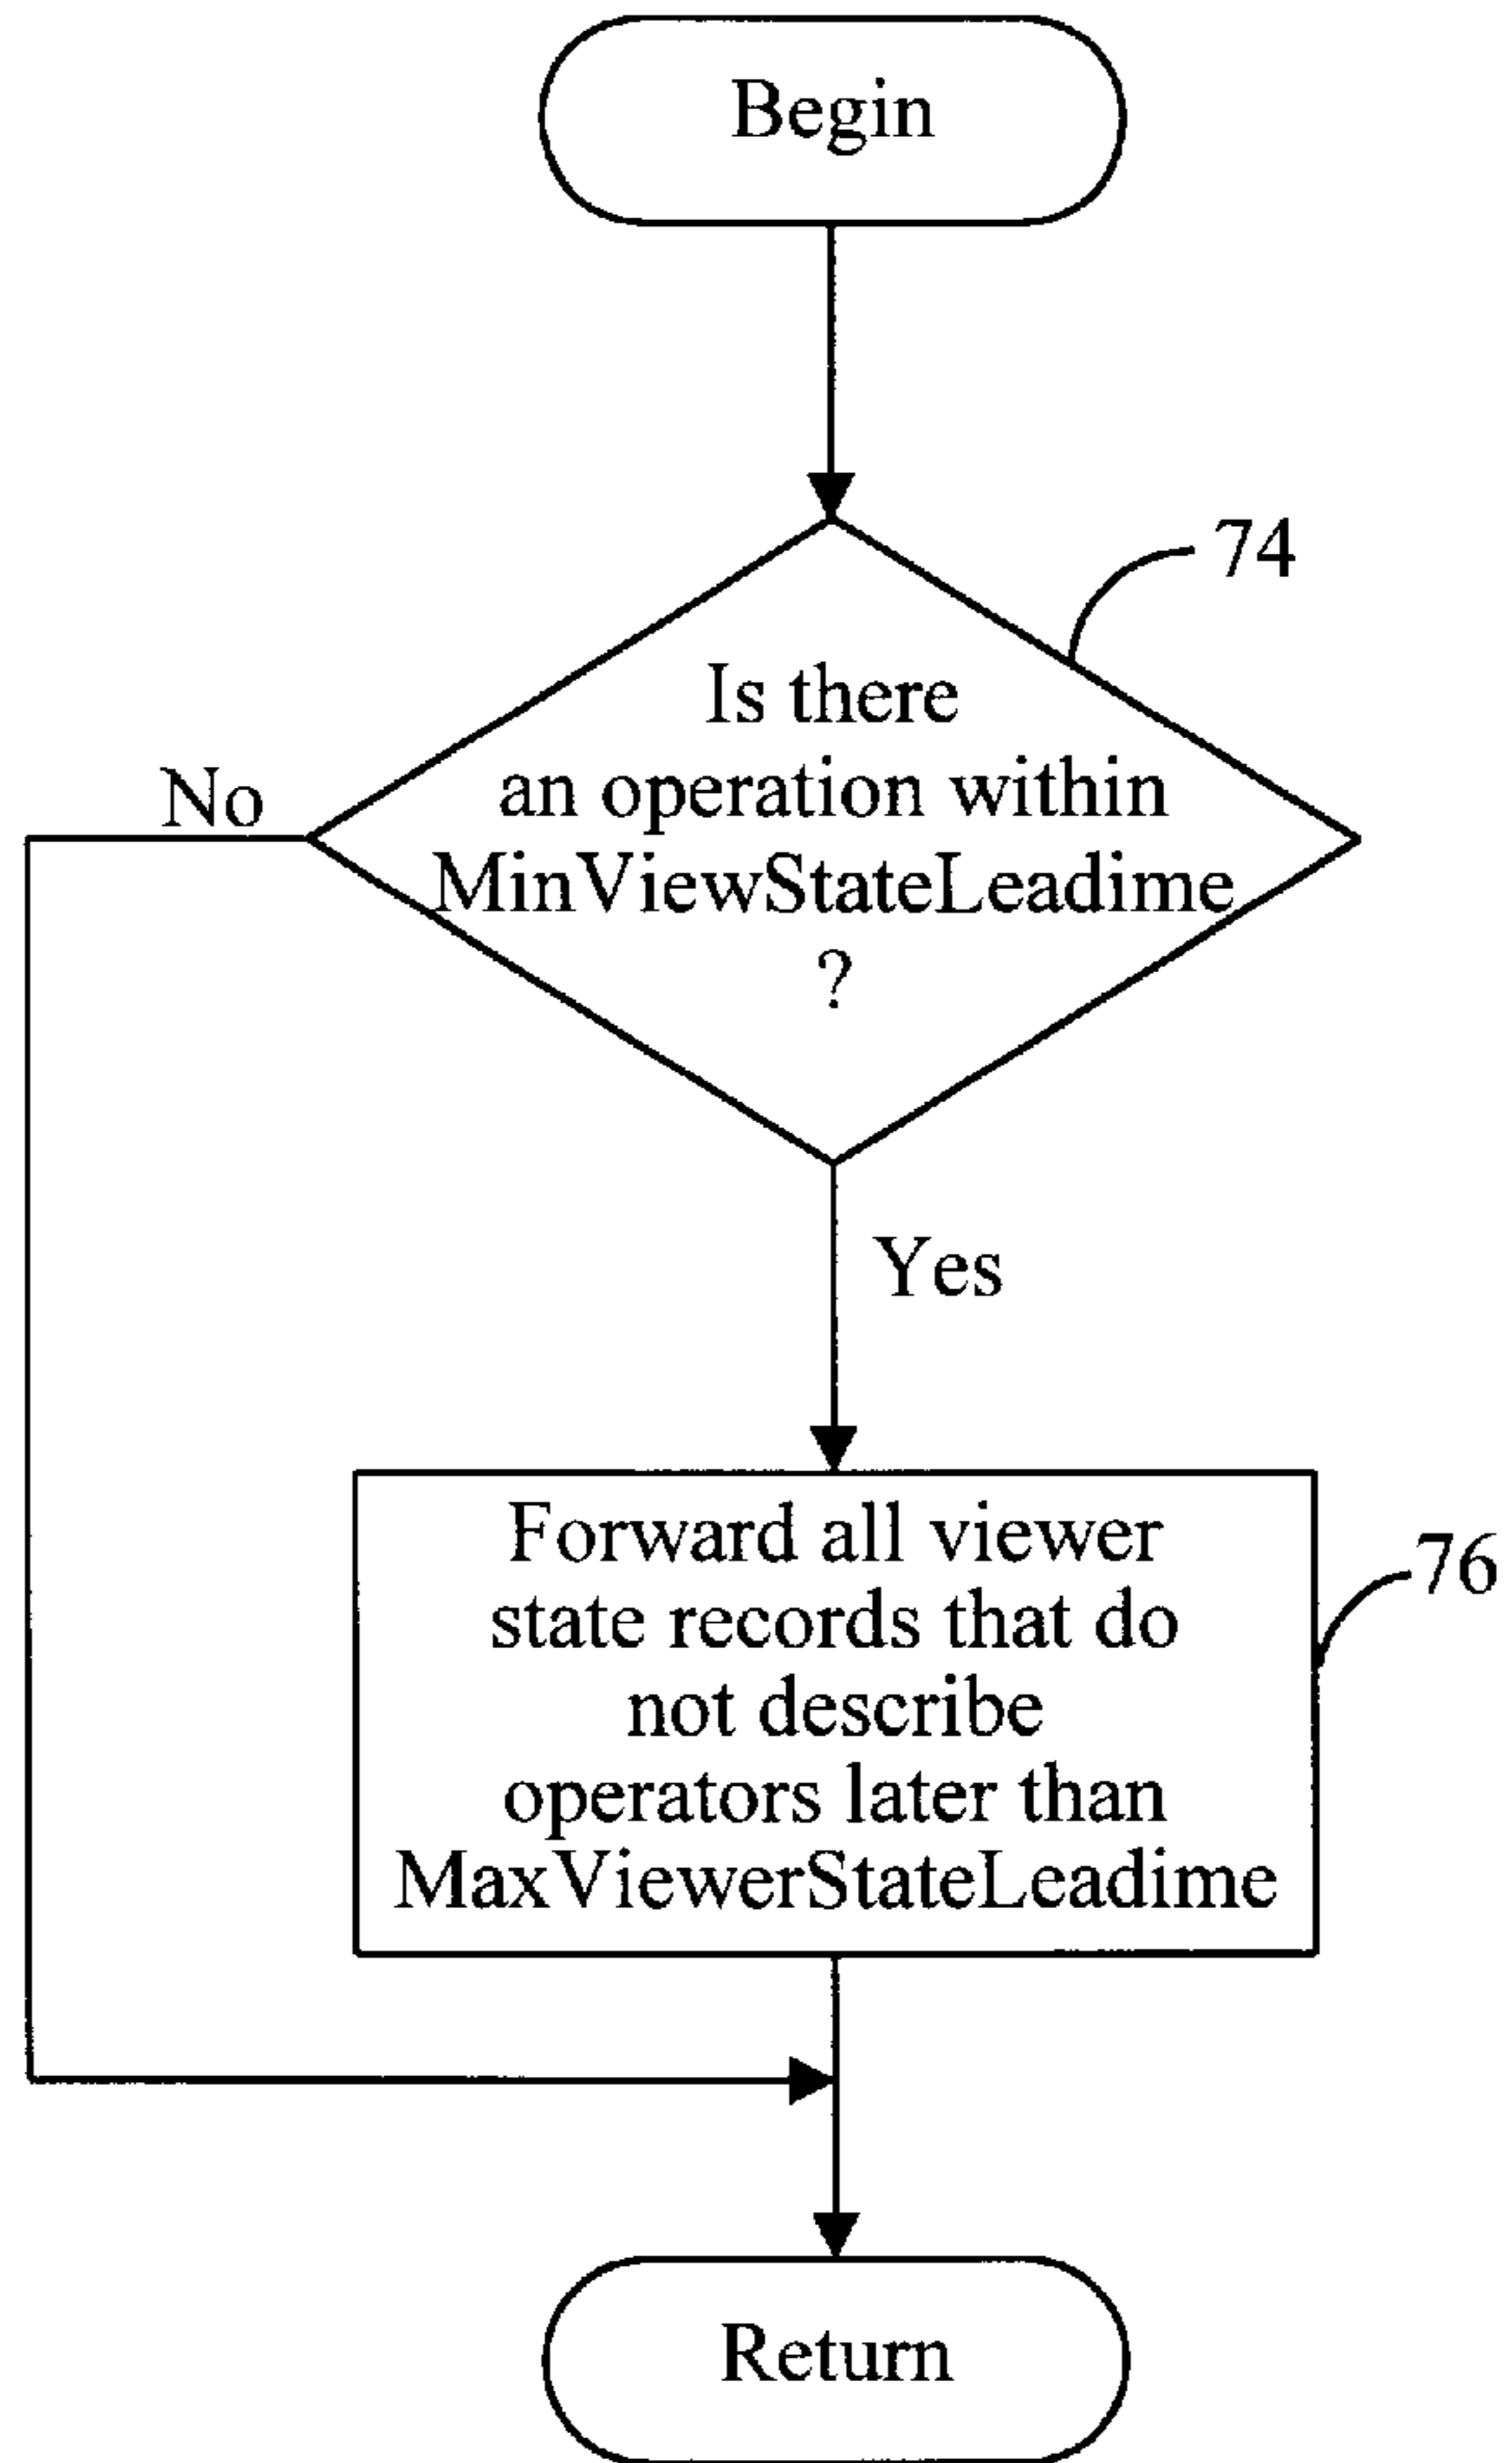 Begin
74
Is there
an operation within
MinViewStateLeadime
?
No
Yes
Forward all viewer
state records that do
not describe
operators later than
MaxViewerStateLeadime
76
Return